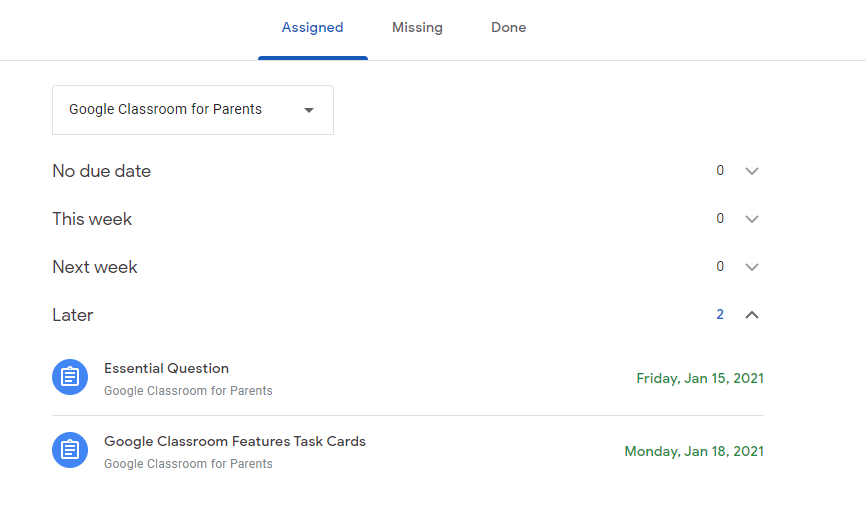 Assigned Missing Done
Google Classroom for Parents
No due date 0
This week 0
Next week 0
Later 2
Essential Question
Google Classroom for Parents
Friday, Jan 15, 2021
Google Classroom Features Task Cards
Google Classroom for Parents
Monday, Jan 18, 2021